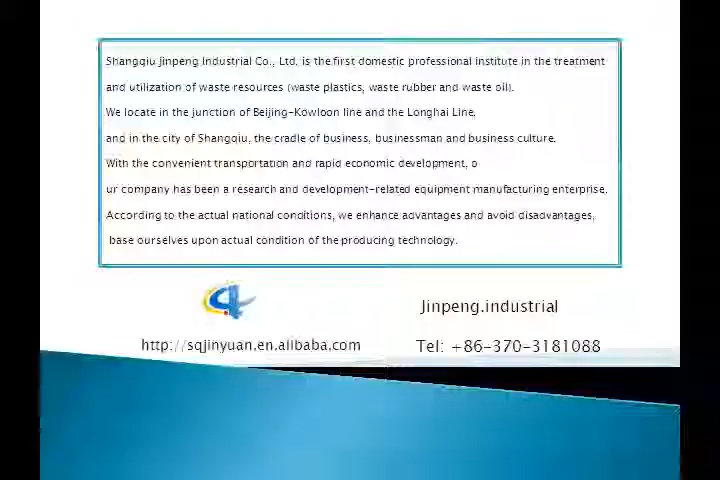 Shangqiu Jinpeng Industrial Co., Ltd, is the first domestic professional institute in the treatment
and utilization of waste resources (waste plastics, waste rubber and waste oil).
We locate in the junction of Beijing-Kowloon line and the Longhai Line,
and in the city of Shangqiu, the cradle of business, businessman and business culture.
With the convenient transportation and rapid economic development, o
ur company has been a research and development-related equipment manufacturing enterprise.
According to the actual national conditions, we enhance advantages and avoid disadvantages,
base ourselves upon actual condition of the producing technology.
Jinpeng.industrial
http://sqjinyuan.en.alibaba.com
Tel: +86-370-3181088